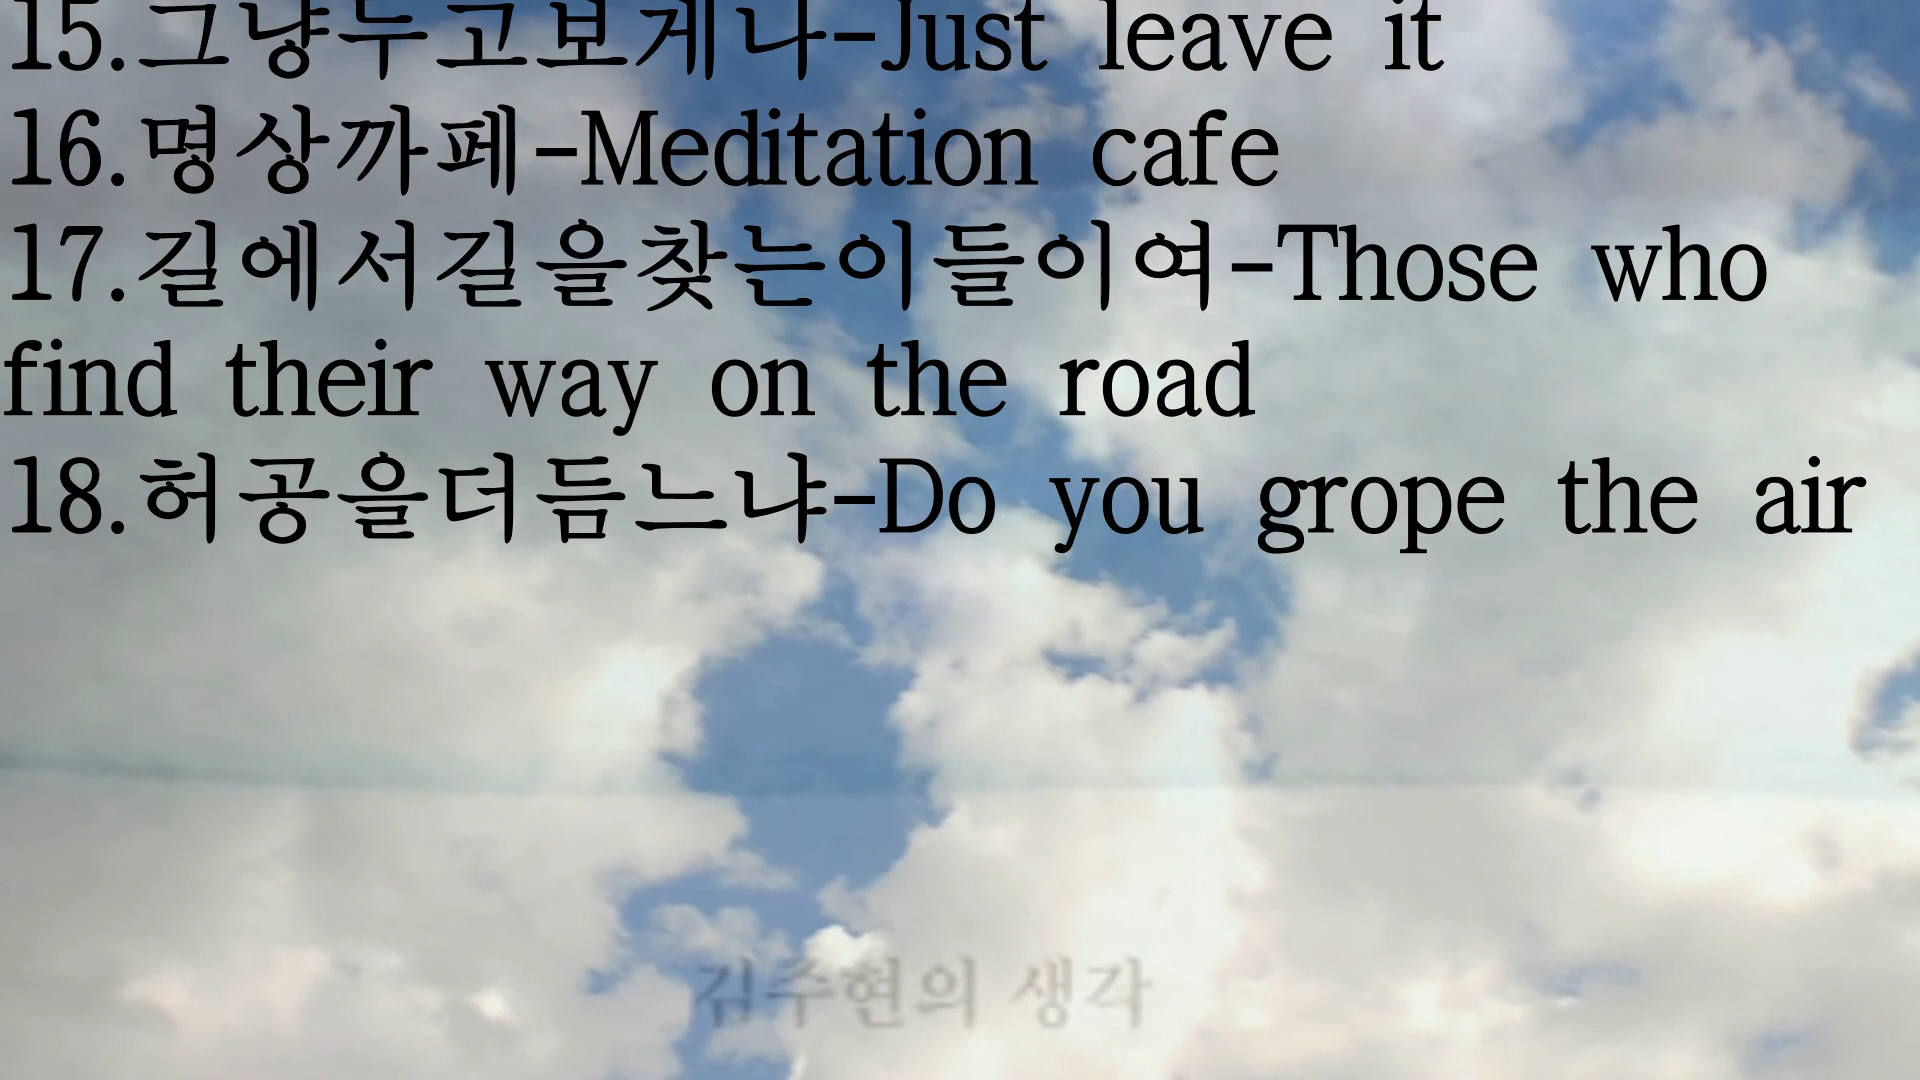 15.그냥두고보게나-Just leave it
16.명상까페-Meditation cafe
17.길에서길을찾는이들이여-Those who
find their way on the road
18.허공을더듬느냐-Do you grope the air
김주현의 생각